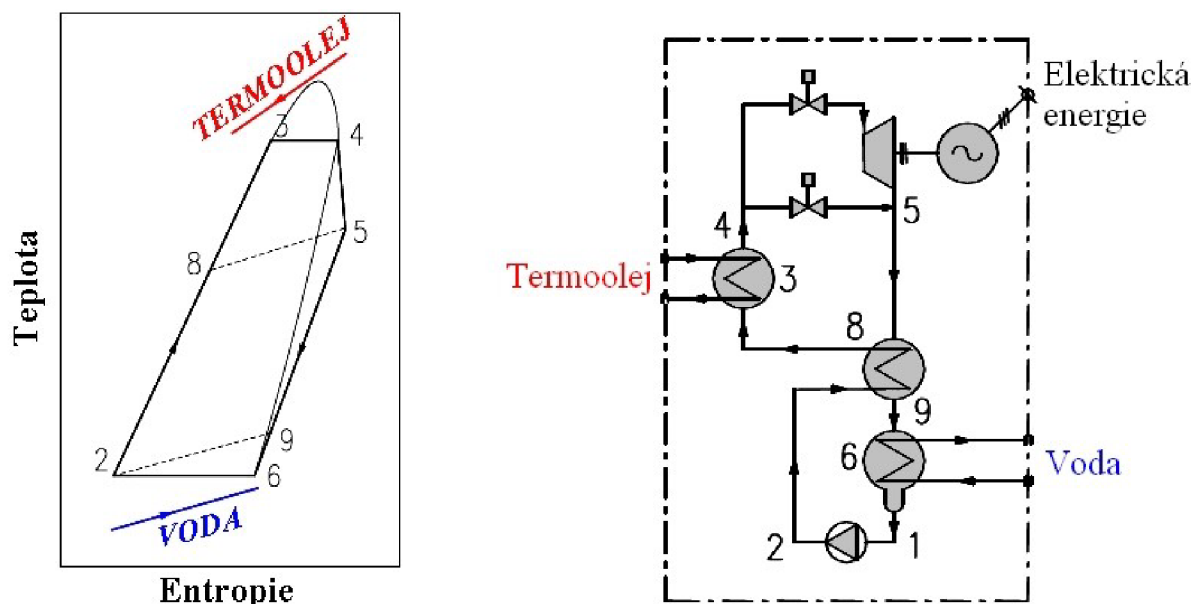 TERMOOLEJ
3
4
5
8
9
2
6
VODA
Teplota
Entropie
Elektrická
energie
4
5
Termoolej
3
8
9
6
Voda
2
1